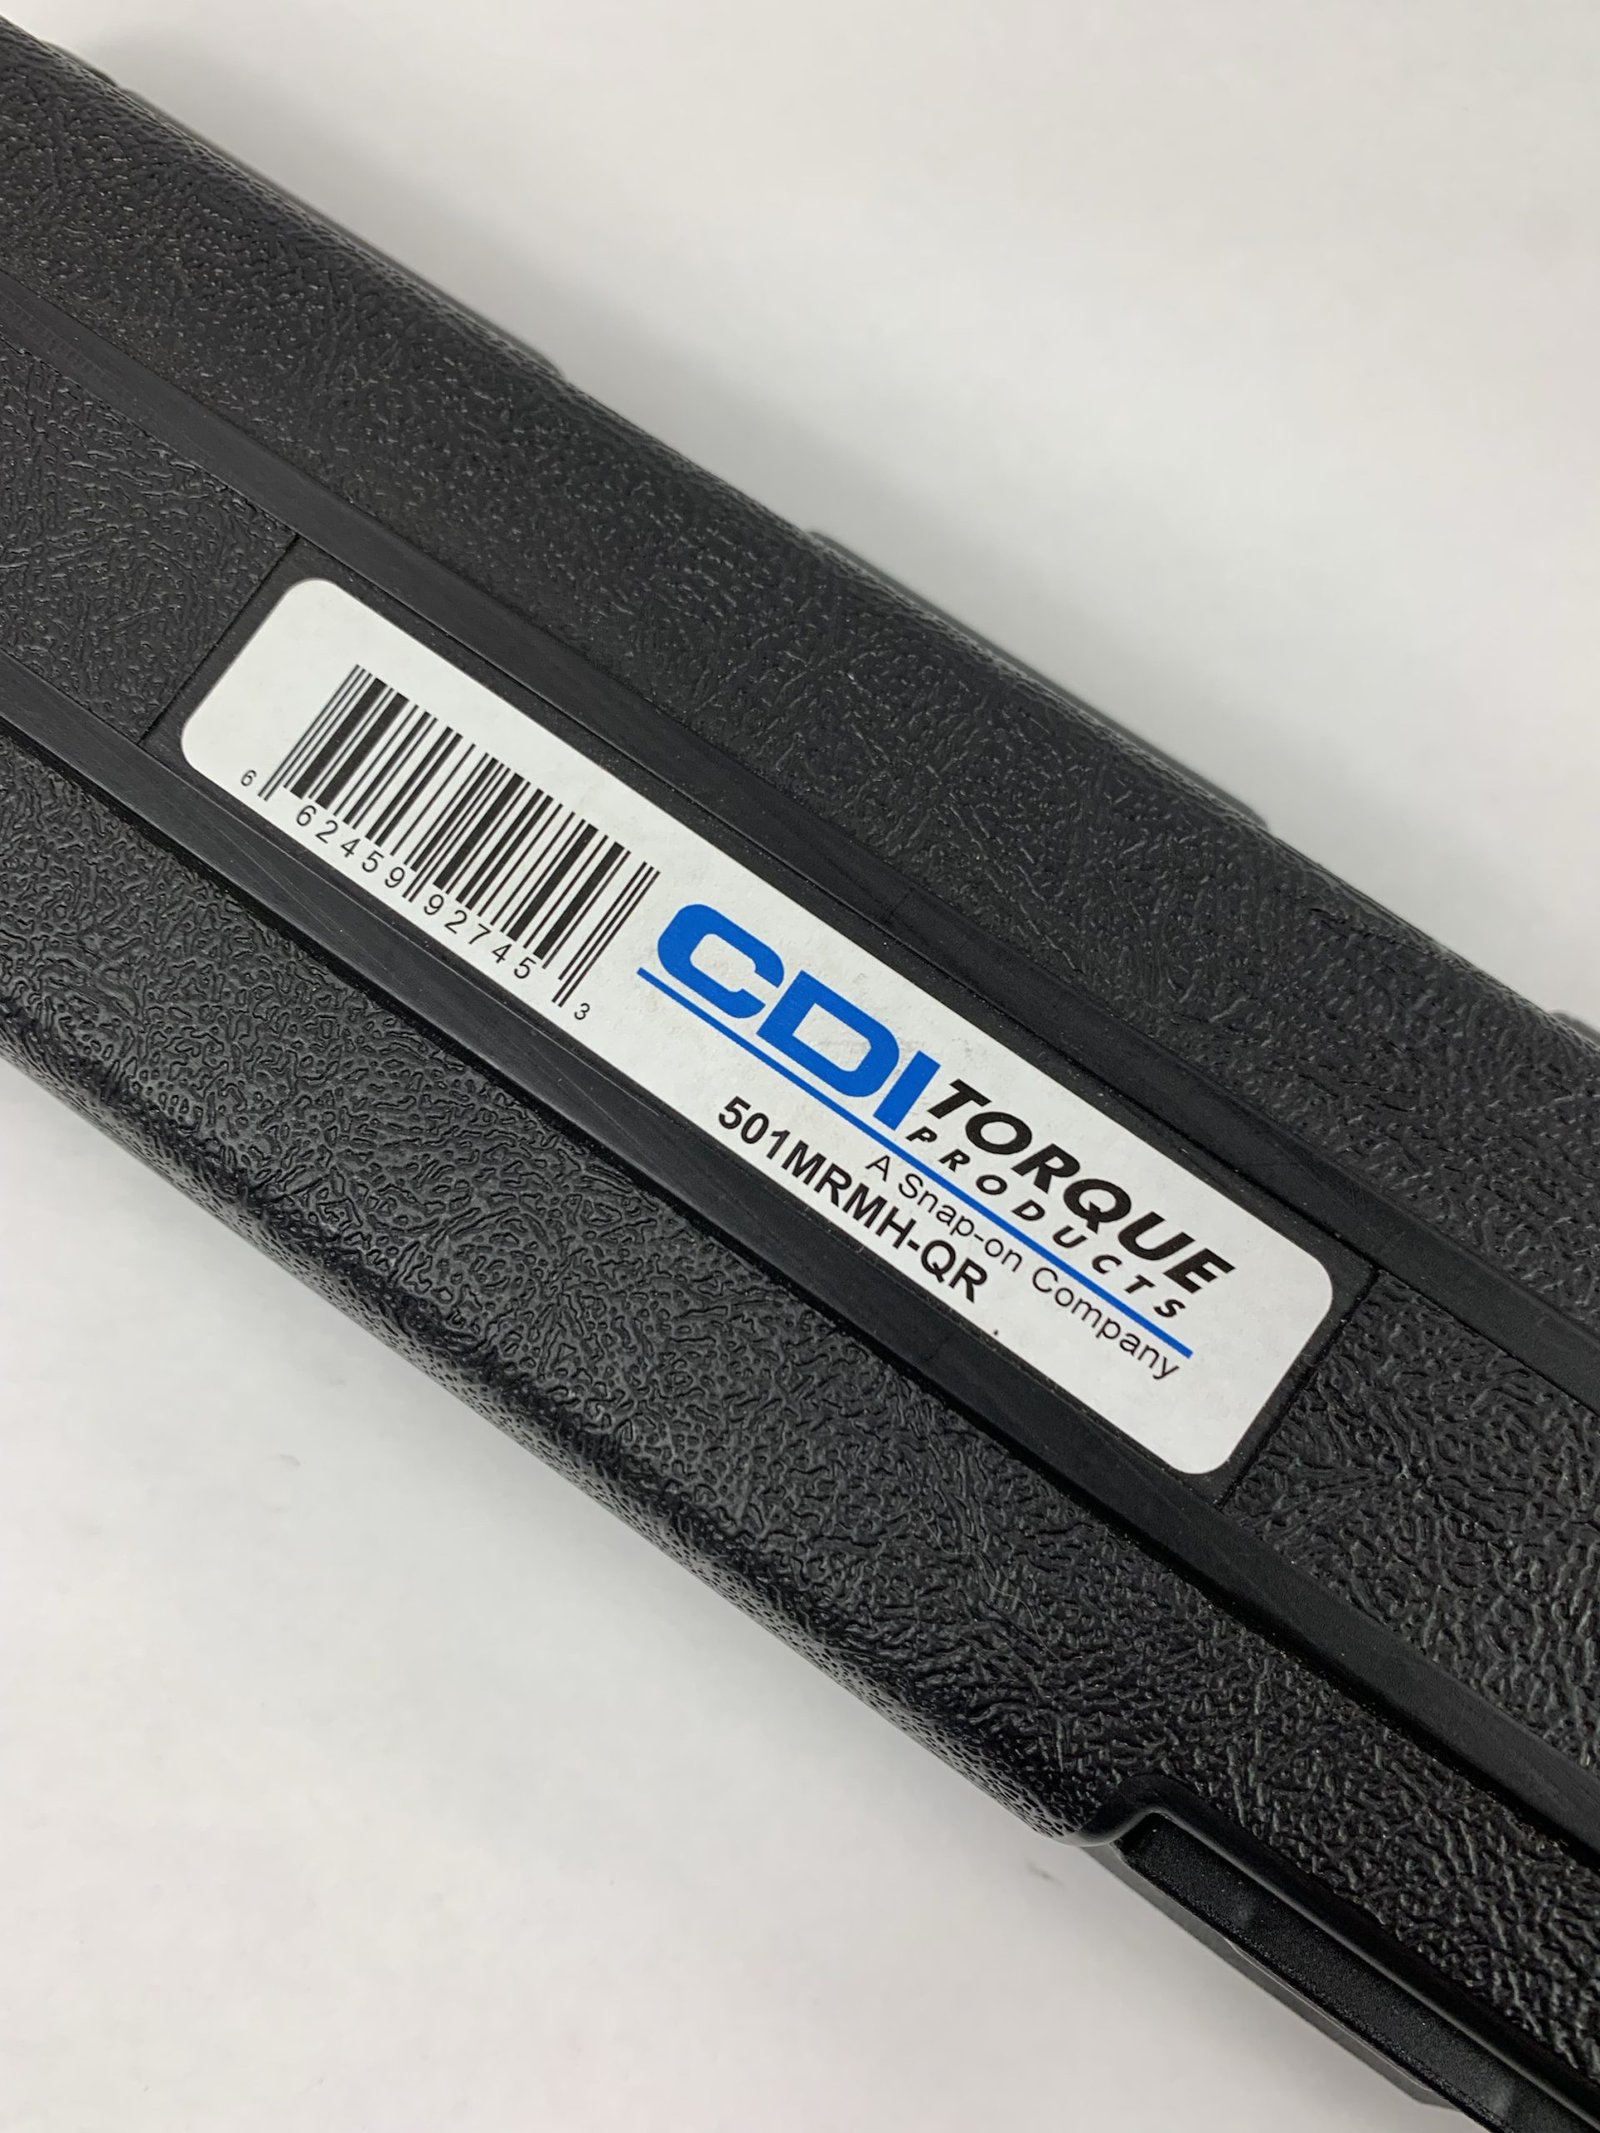 6 62459 92745 3
CDI TORQUE
PRODUCTS
A Snap-on Company
501MRMH-QR